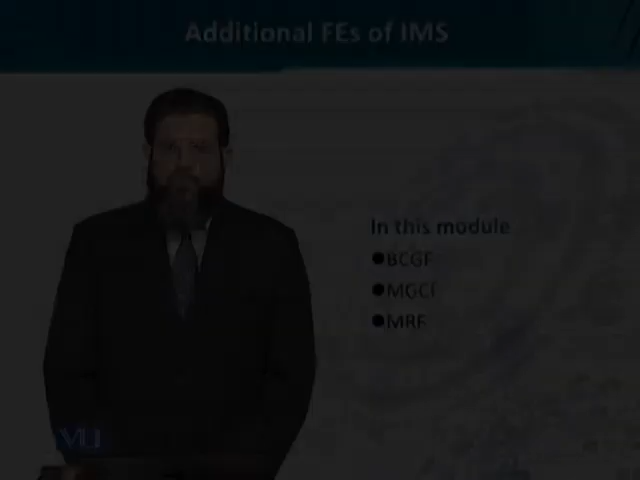 Additional FEs of IMS
In this module
●BCGF
●MGCF
●MRF
VU